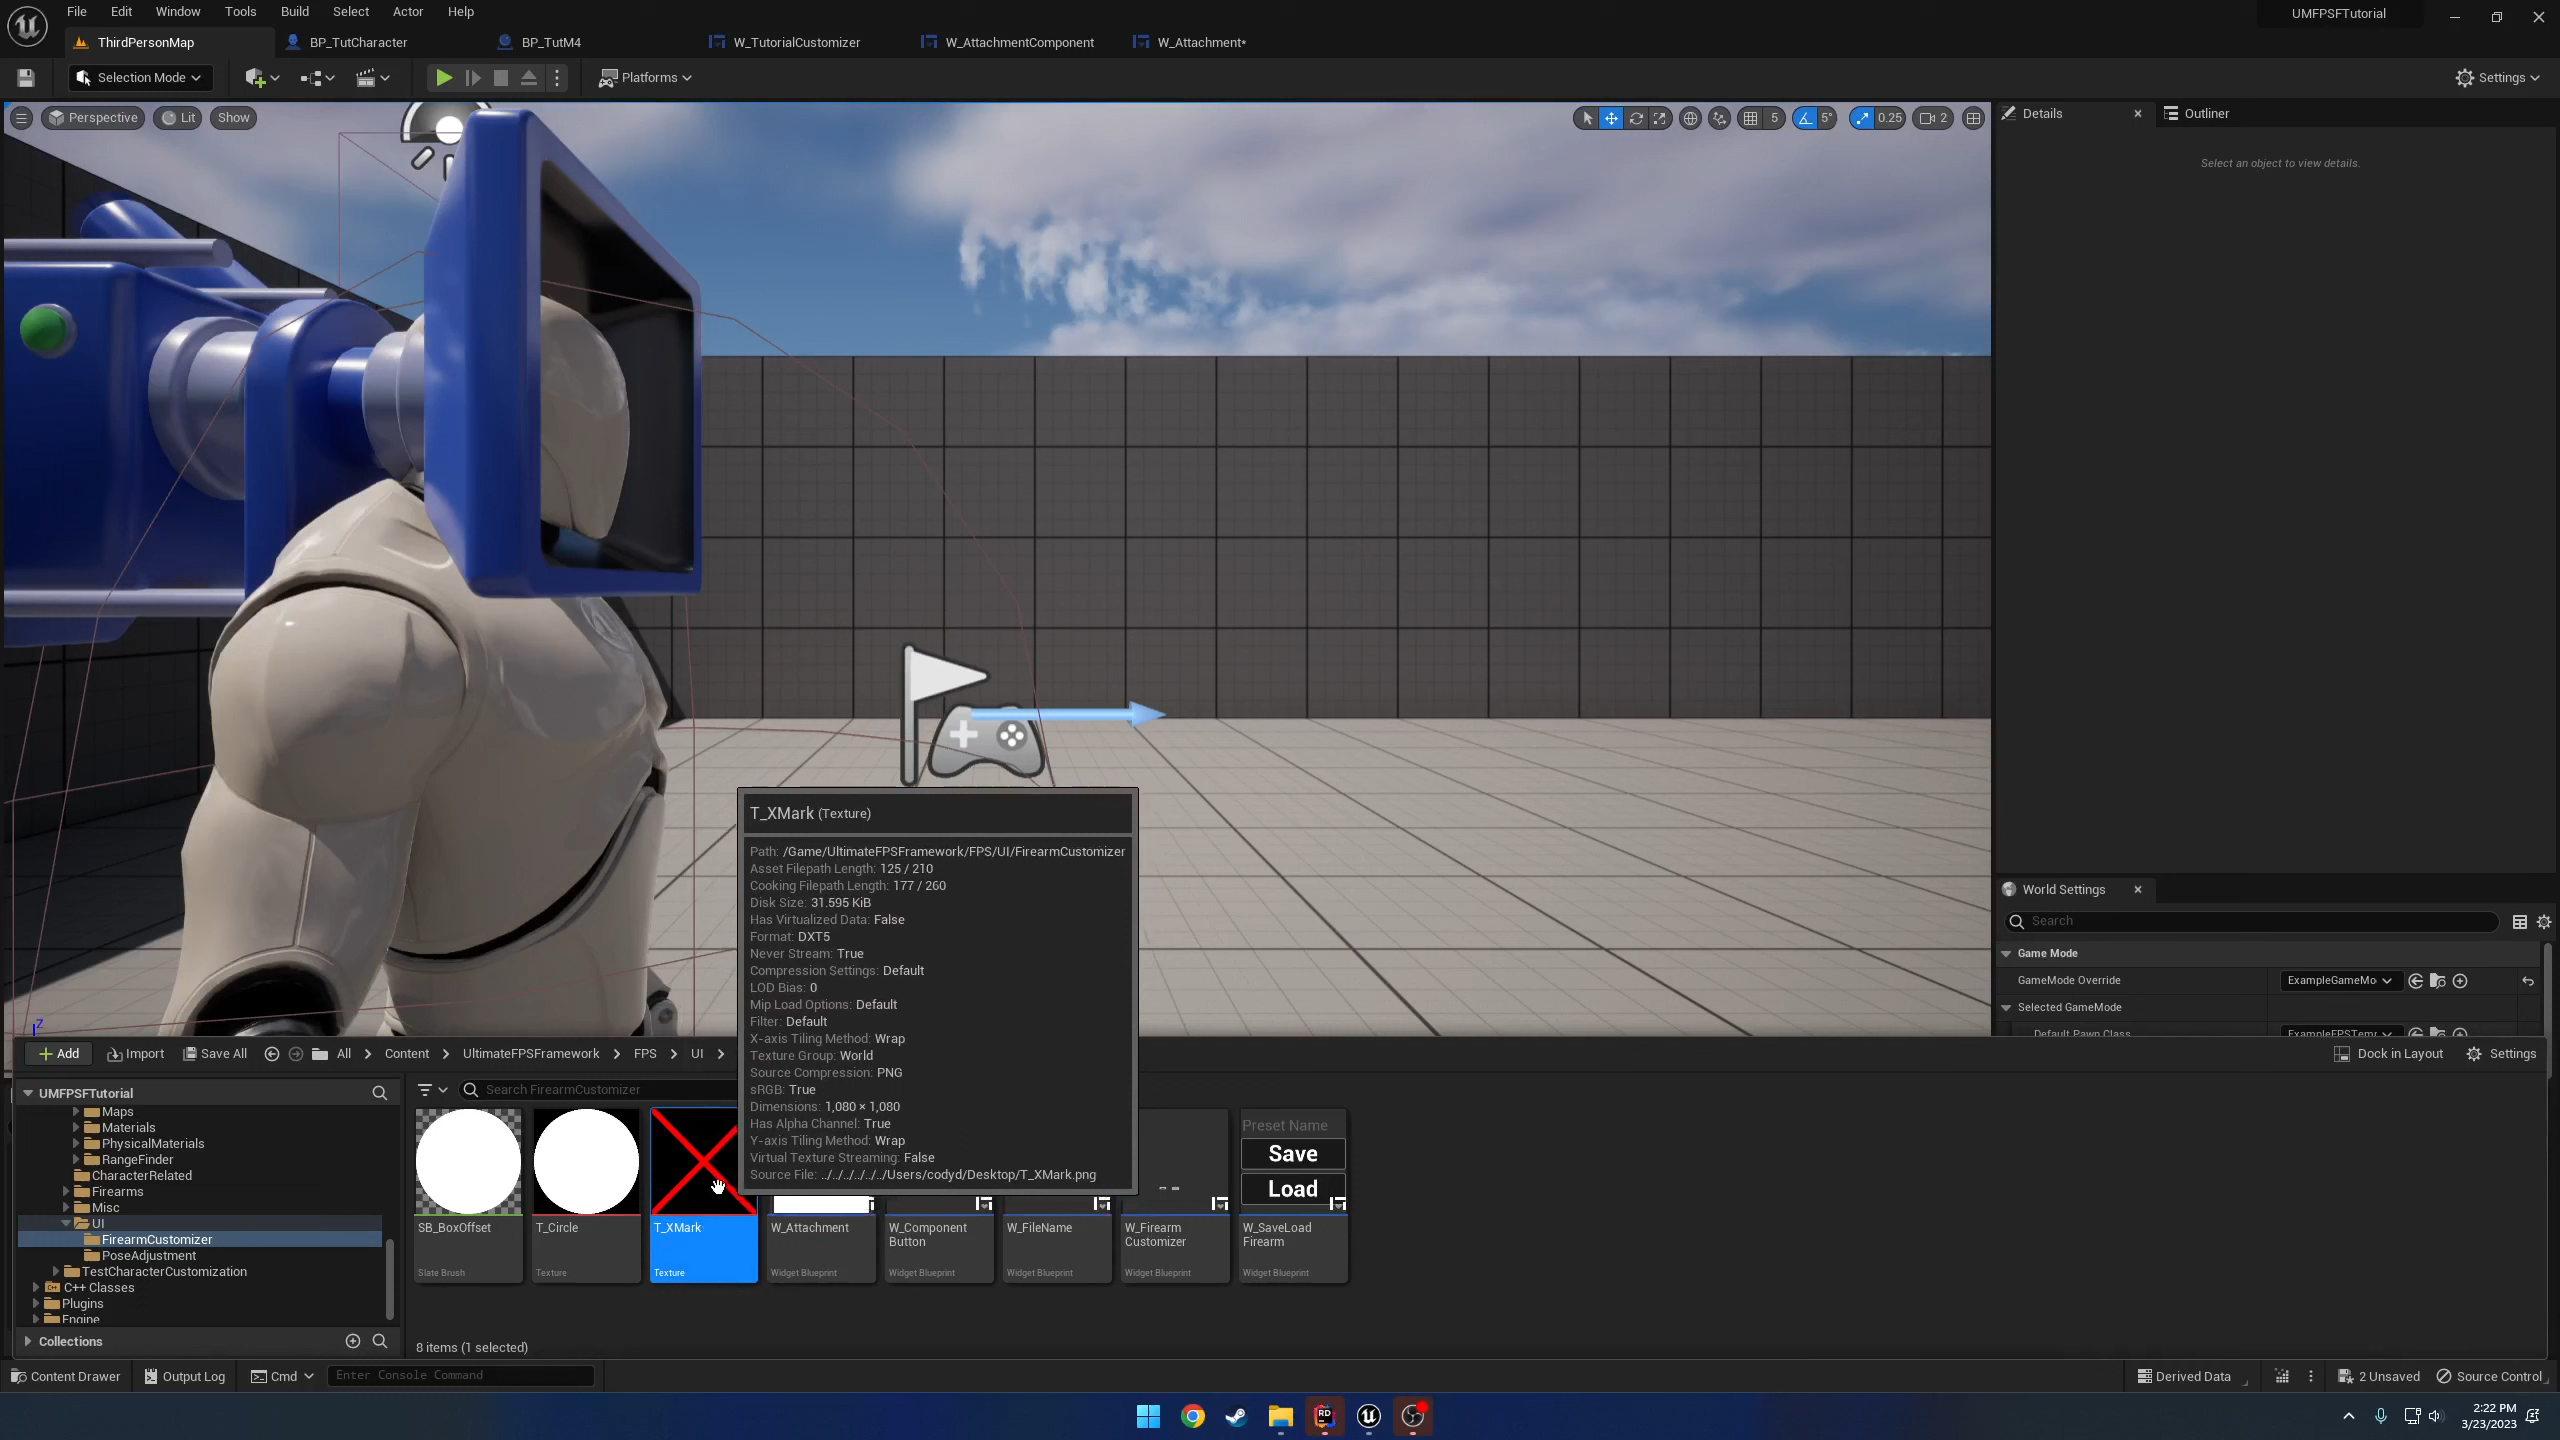 File Edit Window Tools Build Select Actor Help
UMFPSFTutorial
ThirdPersonMap
BP_TutCharacter
BP_TutM4
W_TutorialCustomizer
W_AttachmentComponent
W_Attachment*
Selection Mode
Platforms
Settings
Perspective
Lit
Show
5
5°
0.25
2
Details
Outliner
Select an object to view details.
T_XMark (Texture)
Path: /Game/UltimateFPSFramework/FPS/UI/FirearmCustomizer
Asset Filepath Length: 125 / 210
Cooking Filepath Length: 177 / 260
Disk Size: 31.595 KiB
Has Virtualized Data: False
Format: DXT5
Never Stream: True
Compression Settings: Default
LOD Bias: 0
Mip Load Options: Default
Filter: Default
X-axis Tiling Method: Wrap
Texture Group: World
Source Compression: PNG
sRGB: True
Dimensions: 1,080 × 1,080
Has Alpha Channel: True
Y-axis Tiling Method: Wrap
Virtual Texture Streaming: False
Source File: ../../../../../../Users/codyd/Desktop/T_XMark.png
World Settings
Search
Game Mode
GameMode Override
ExampleGameMo
Selected GameMode
Default Pawn Class
ExampleFPSTemp
Z
Add
Import
Save All
All
Content
UltimateFPSFramework
FPS
UI
Dock in Layout
Settings
UMFPSFTutorial
Maps
Materials
PhysicalMaterials
RangeFinder
CharacterRelated
Firearms
Misc
UI
FirearmCustomizer
PoseAdjustment
TestCharacterCustomization
C++ Classes
Plugins
Engine
Collections
Search FirearmCustomizer
SB_BoxOffset
Slate Brush
T_Circle
Texture
T_XMark
Texture
W_Attachment
Widget Blueprint
W_Component
Button
Widget Blueprint
W_FileName
Widget Blueprint
W_Firearm
Customizer
Widget Blueprint
Preset Name
Save
Load
W_SaveLoad
Firearm
Widget Blueprint
8 items (1 selected)
Content Drawer
Output Log
Cmd
Enter Console Command
Derived Data
2 Unsaved
Source Control
RD
2:22 PM
3/23/2023